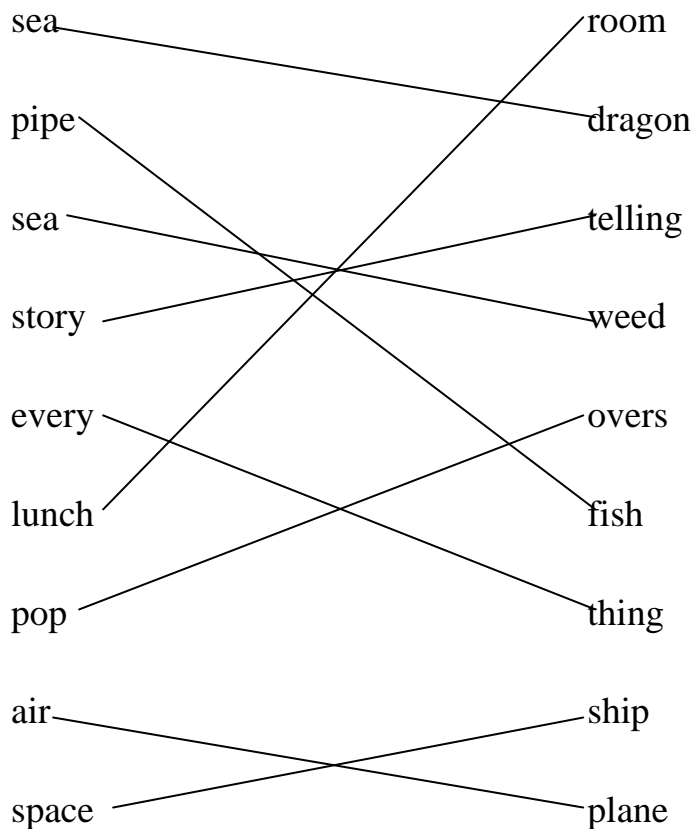 sea room
pipe dragon
sea telling
story weed
every overs
lunch fish
pop thing
air ship
space plane